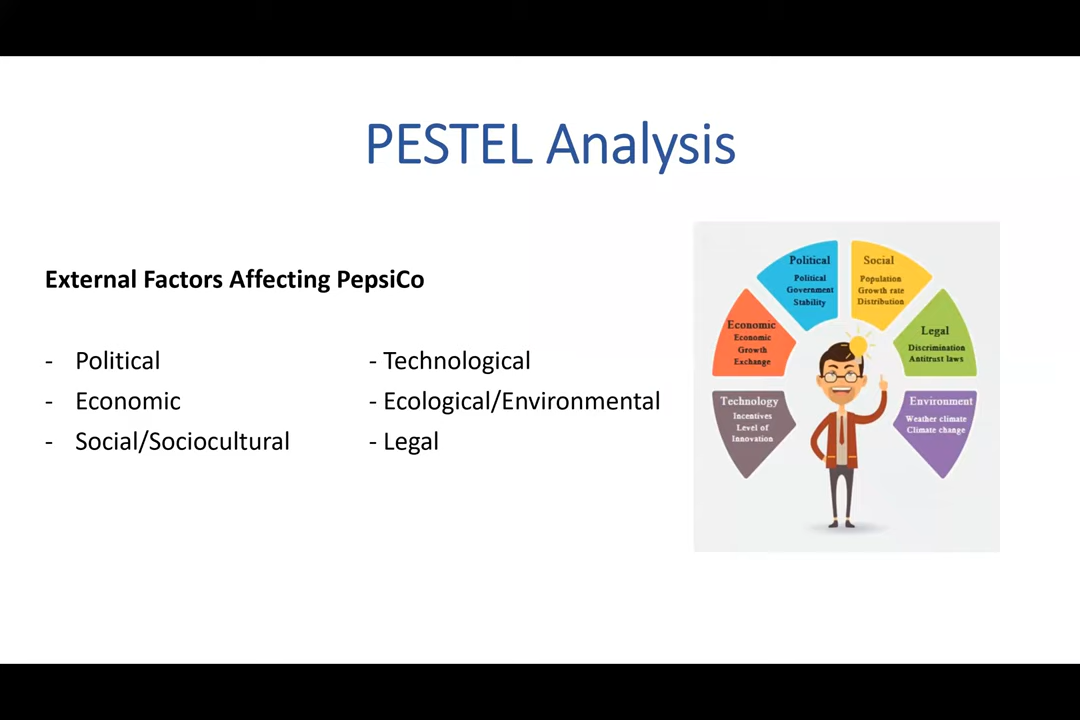 PESTEL Analysis
External Factors Affecting PepsiCo
- Political
- Economic
- Social/Sociocultural
- Technological
- Ecological/Environmental
- Legal
Political
Political
Government
Stability
Social
Population
Growth rate
Distribution
Economic
Economic
Growth
Exchange
Legal
Discrimination
Antitrust laws
Technology
Incentives
Level of
Innovation
Environment
Weather climate
Climate change